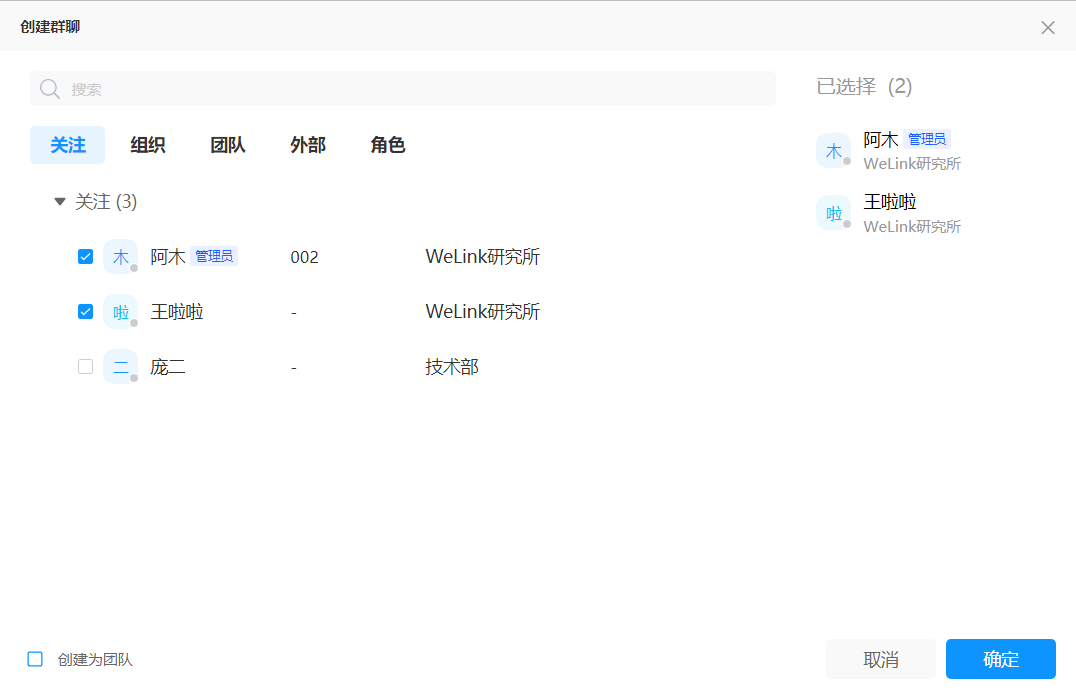 创建群聊
搜索
已选择 (2)
关注 组织 团队 外部 角色
木 阿木 管理员
WeLink研究所
关注 (3)
啦 王啦啦
WeLink研究所
木 阿木 管理员 002 WeLink研究所
啦 王啦啦 - WeLink研究所
二 庞二 - 技术部
创建为团队 取消 确定